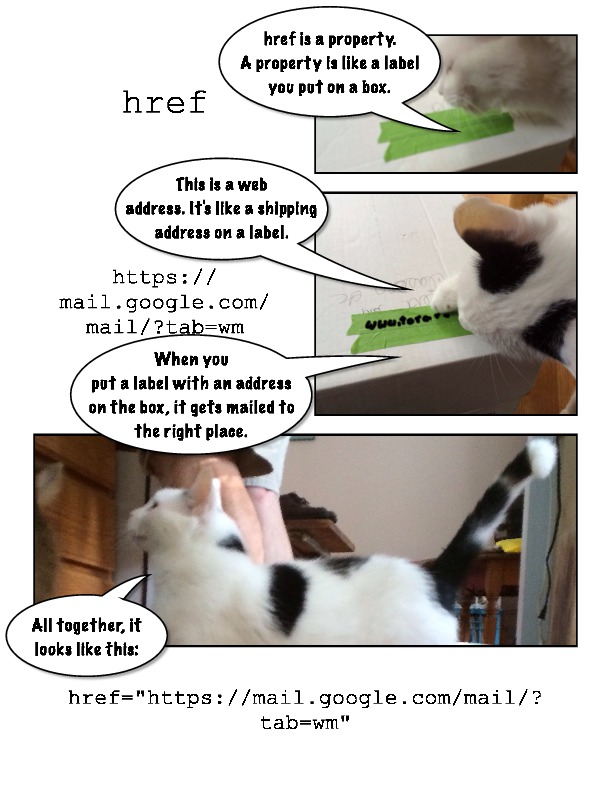 href is a property.
A property is like a label
you put on a box.
href
This is a web
address. It's like a shipping
address on a label.
https://
mail.google.com/
mail/?tab=wm
When you
put a label with an address
on the box, it gets mailed to
the right place.
All together, it
looks like this:
href="https://mail.google.com/mail/?
tab=wm"